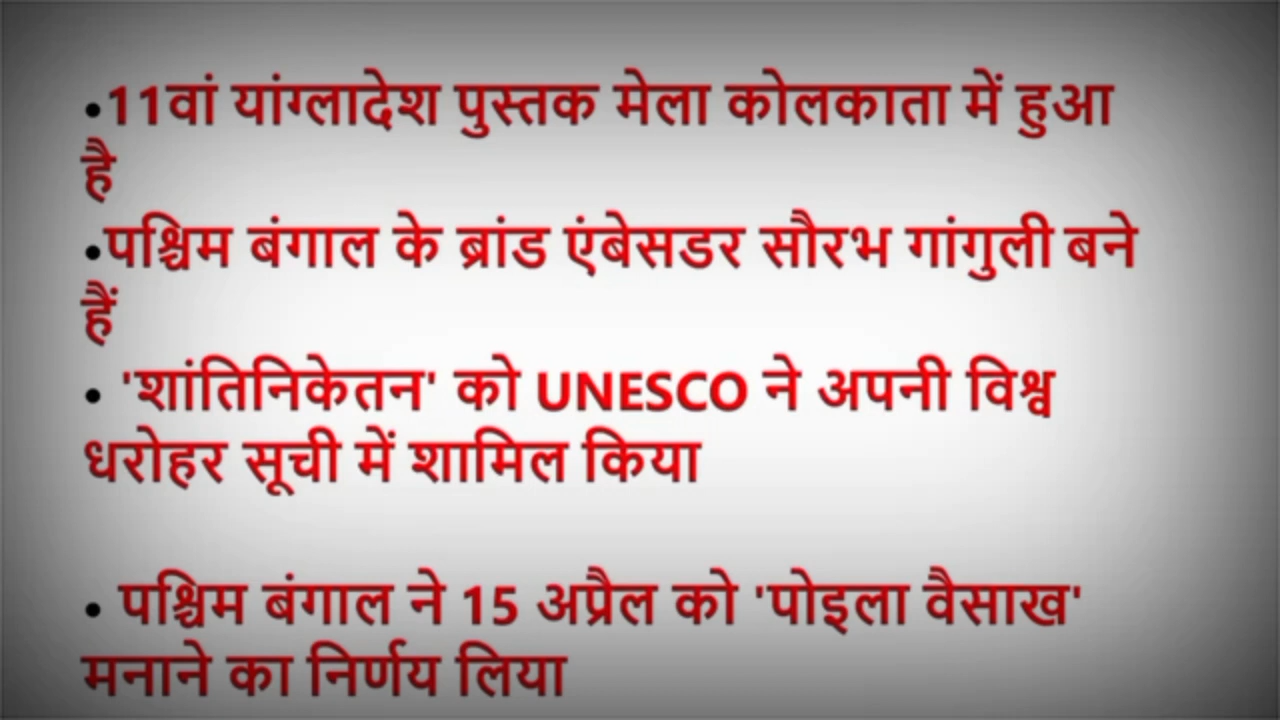 •11वां यांग्लादेश पुस्तक मेला कोलकाता में हुआ
है
•पश्चिम बंगाल के ब्रांड एंबेसडर सौरभ गांगुली बने
हैं
• 'शांतिनिकेतन' को UNESCO ने अपनी विश्व
धरोहर सूची में शामिल किया
• पश्चिम बंगाल ने 15 अप्रैल को 'पोइला वैसाख'
मनाने का निर्णय लिया